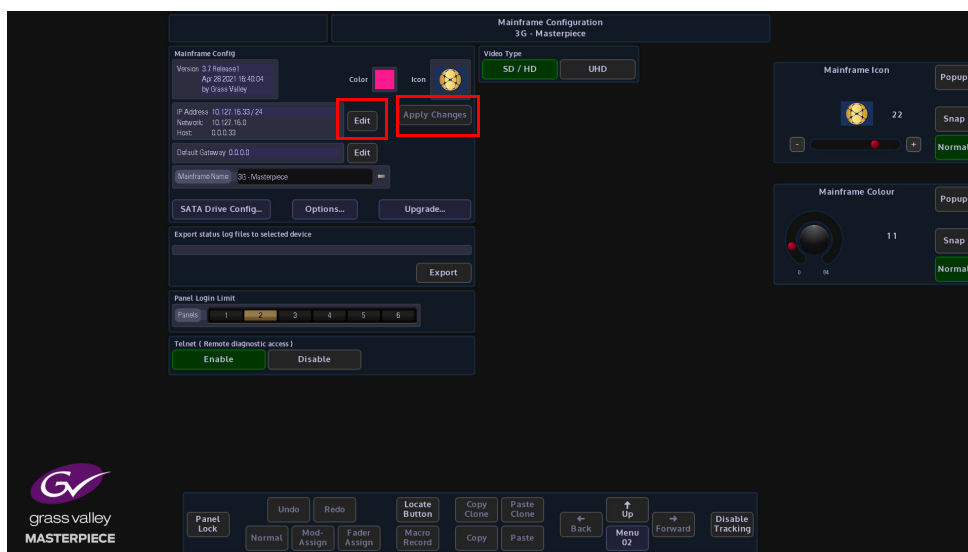 Mainframe Configuration
3G - Masterpiece
Mainframe Config
Version 3.7 Release1
Apr 28 2021 16:40:04
by Grass Valley
Color
Icon
IP Address 10.127.16.33 / 24
Network: 10.127.16.0
Host: 0.0.0.33
Edit
Apply Changes
Default Gateway 0.0.0.0
Edit
Mainframe Name 3G - Masterpiece
SATA Drive Config...
Options...
Upgrade...
Export status log files to selected device
Export
Panel Login Limit
Panels 1 2 3 4 5 6
Telnet ( Remote diagnostic access )
Enable
Disable
Video Type
SD / HD
UHD
Mainframe Icon
22
- +
Popup
Snap
Normal
Mainframe Colour
11
0 64
Popup
Snap
Normal
GV
grass valley
MASTERPIECE
Panel
Lock
Undo
Redo
Normal
Mod-
Assign
Fader
Assign
Locate
Button
Macro
Record
Copy
Clone
Paste
Clone
Copy
Paste
←
Back
↑
Up
Menu
02
→
Forward
Disable
Tracking